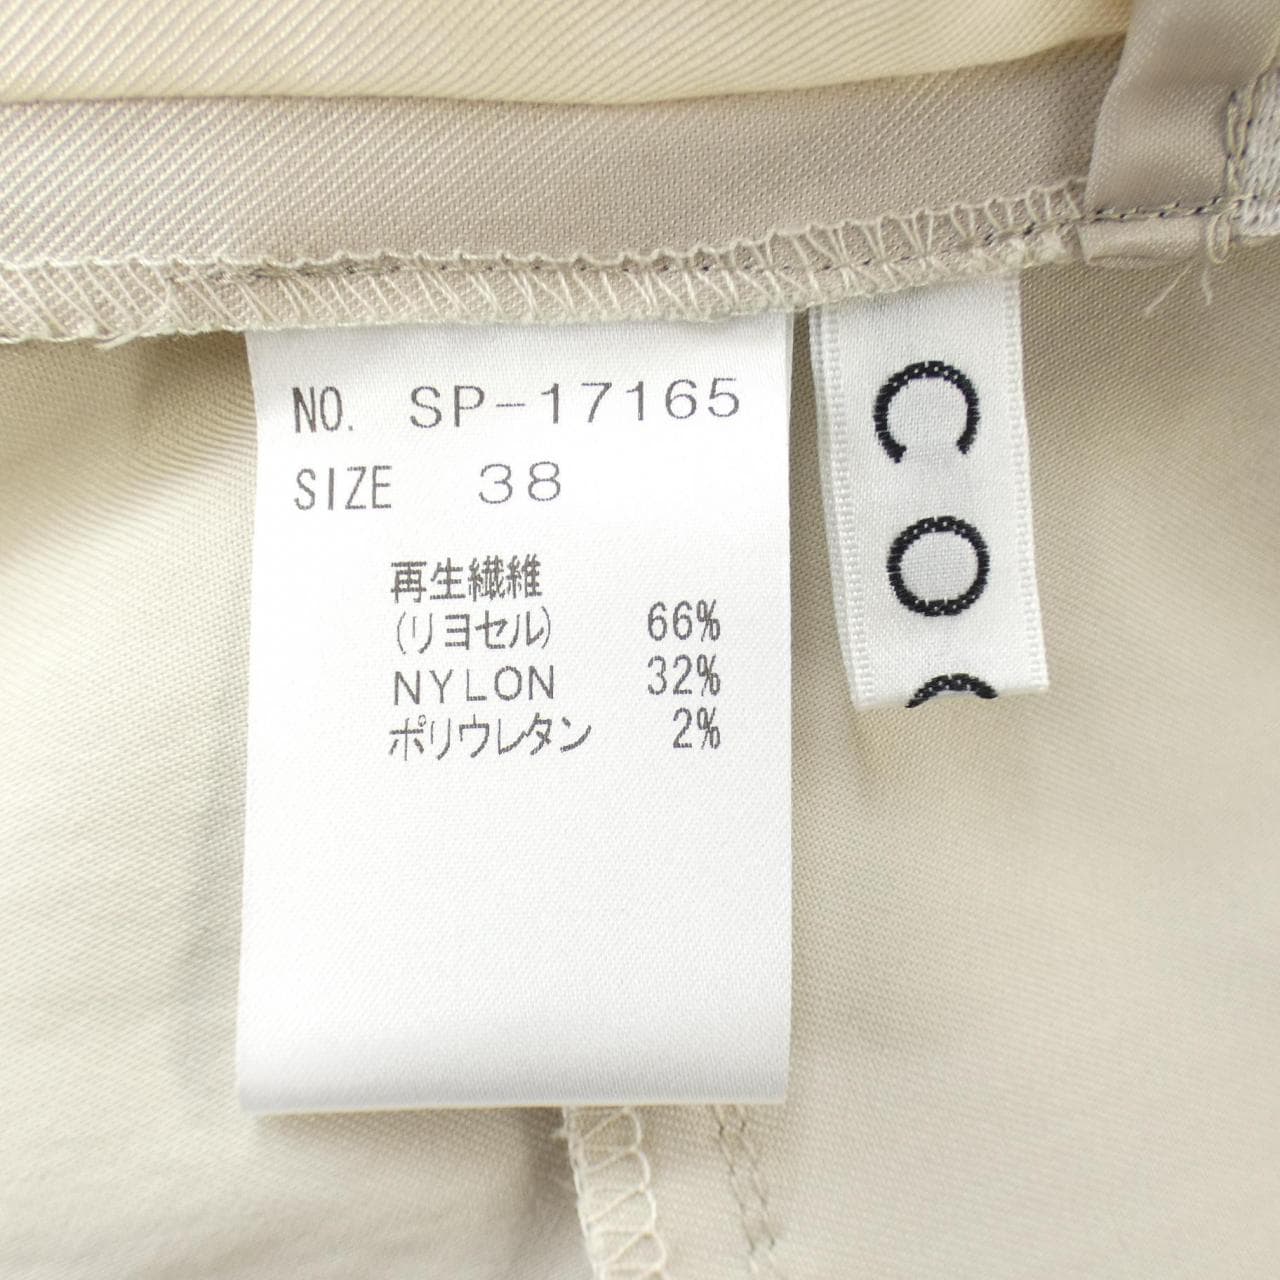 NO. SP-17165
SIZE 38
再生繊維
(リヨセル) 66%
NYLON 32%
ポリウレタン 2%
CO